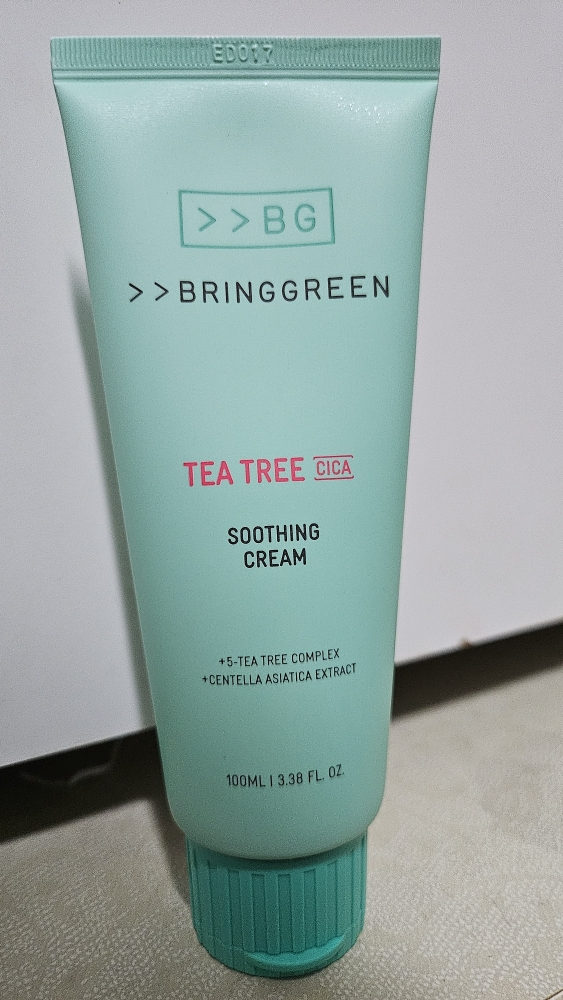 ED017
>>BG
>>BRINGGREEN
TEA TREE CICA
SOOTHING
CREAM
+5-TEA TREE COMPLEX
+CENTELLA ASIATICA EXTRACT
100ML I 3.38 FL. OZ.